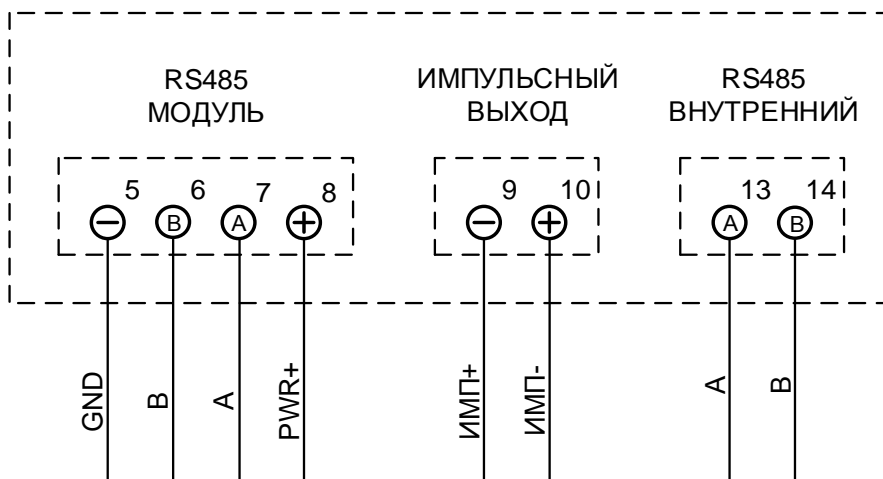 RS485
МОДУЛЬ
ИМПУЛЬСНЫЙ
ВЫХОД
RS485
ВНУТРЕННИЙ
5 6 7 8
− B A +
9 10
− +
13 14
A B
GND
B
A
PWR+
ИМП+
ИМП-
A
B